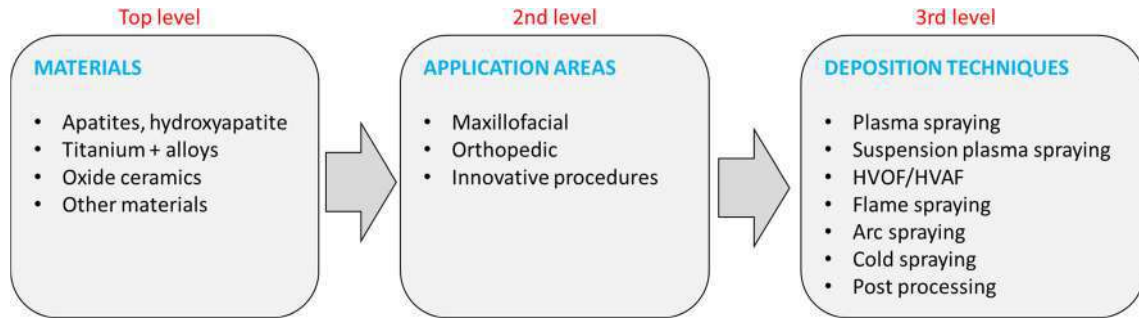 Top level
MATERIALS
• Apatites, hydroxyapatite
• Titanium + alloys
• Oxide ceramics
• Other materials
2nd level
APPLICATION AREAS
• Maxillofacial
• Orthopedic
• Innovative procedures
3rd level
DEPOSITION TECHNIQUES
• Plasma spraying
• Suspension plasma spraying
• HVOF/HVAF
• Flame spraying
• Arc spraying
• Cold spraying
• Post processing